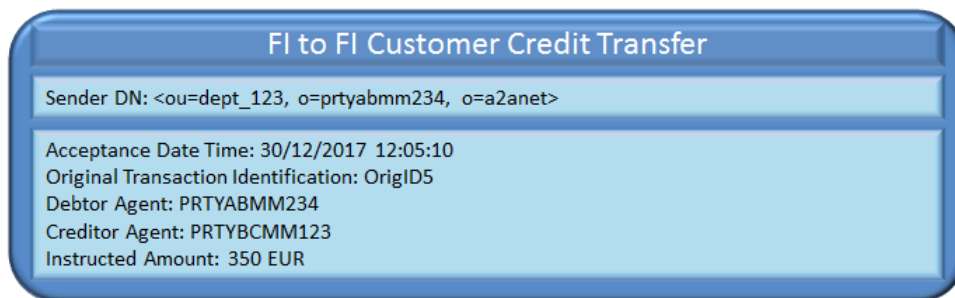 FI to FI Customer Credit Transfer
Sender DN: <ou=dept_123, o=prtyabmm234, o=a2anet>
Acceptance Date Time: 30/12/2017 12:05:10
Original Transaction Identification: OrigID5
Debtor Agent: PRTYABMM234
Creditor Agent: PRTYBCMM123
Instructed Amount: 350 EUR